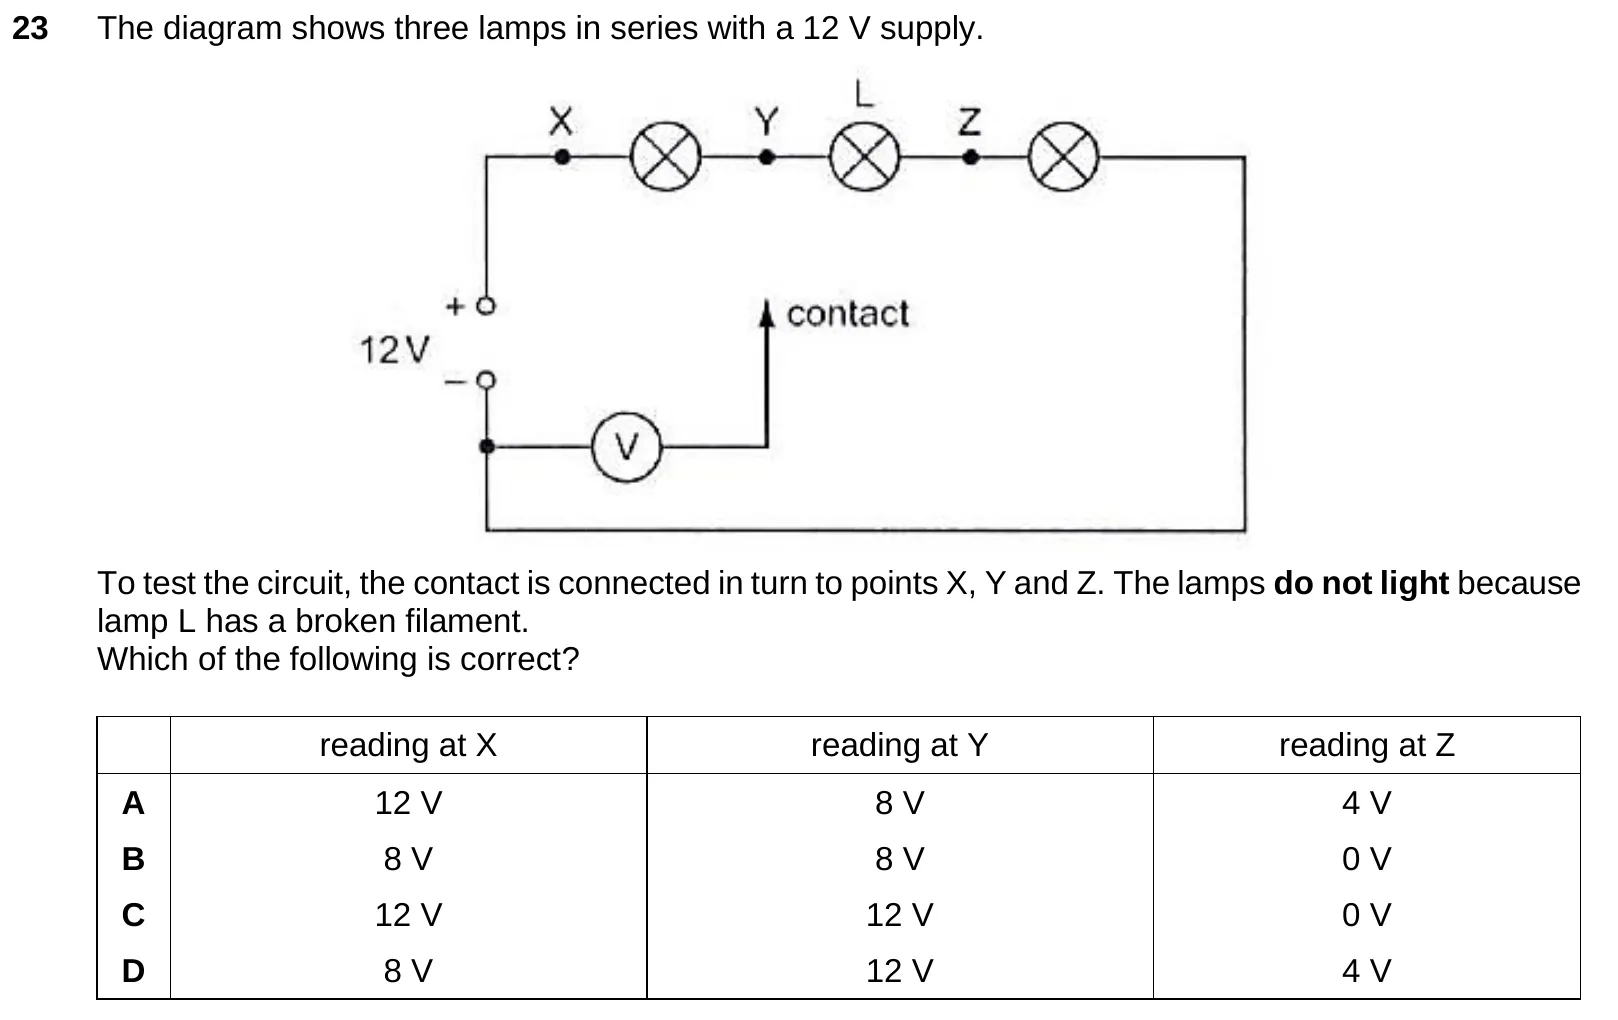 23 The diagram shows three lamps in series with a 12 V supply.
L
X Y Z
+
contact
12 V
–
V
To test the circuit, the contact is connected in turn to points X, Y and Z. The lamps do not light because
lamp L has a broken filament.
Which of the following is correct?
reading at X reading at Y reading at Z
A 12 V 8 V 4 V
B 8 V 8 V 0 V
C 12 V 12 V 0 V
D 8 V 12 V 4 V